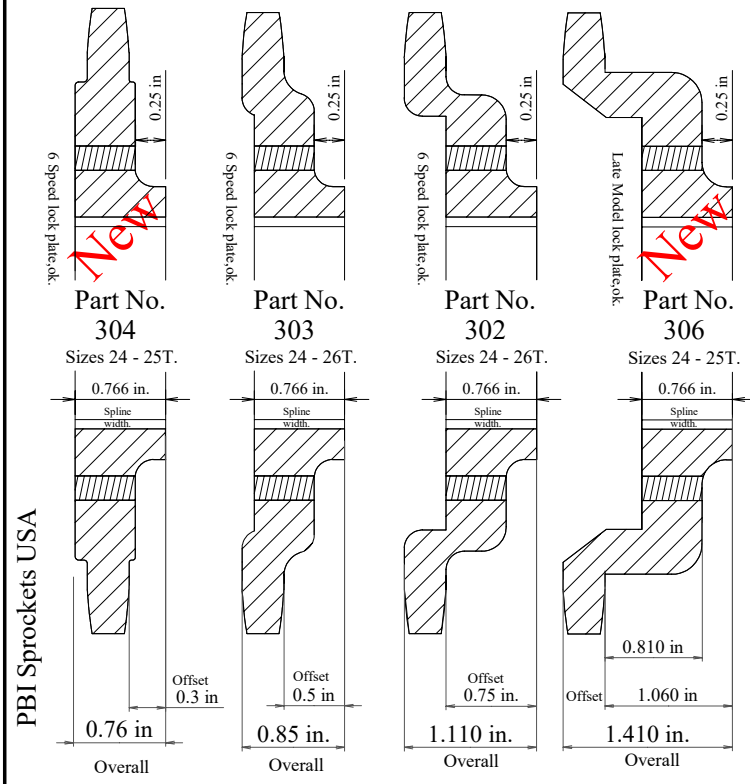 0.25 in
0.25 in
0.25 in
0.25 in
6 Speed lock plate,ok.
6 Speed lock plate,ok.
6 Speed lock plate,ok.
Late Model lock plate,ok.
New
New
Part No.
304
Sizes 24 - 25T.
Part No.
303
Sizes 24 - 26T.
Part No.
302
Sizes 24 - 26T.
Part No.
306
Sizes 24 - 25T.
0.766 in.
0.766 in.
0.766 in.
0.766 in.
Spline
width.
Spline
width.
Spline
width.
Spline
width.
PBI Sprockets USA
Offset
0.3 in
0.76 in
Overall
Offset
0.5 in
0.85 in.
Overall
Offset
0.75 in
1.110 in.
Overall
0.810 in
Offset
1.060 in
1.410 in.
Overall